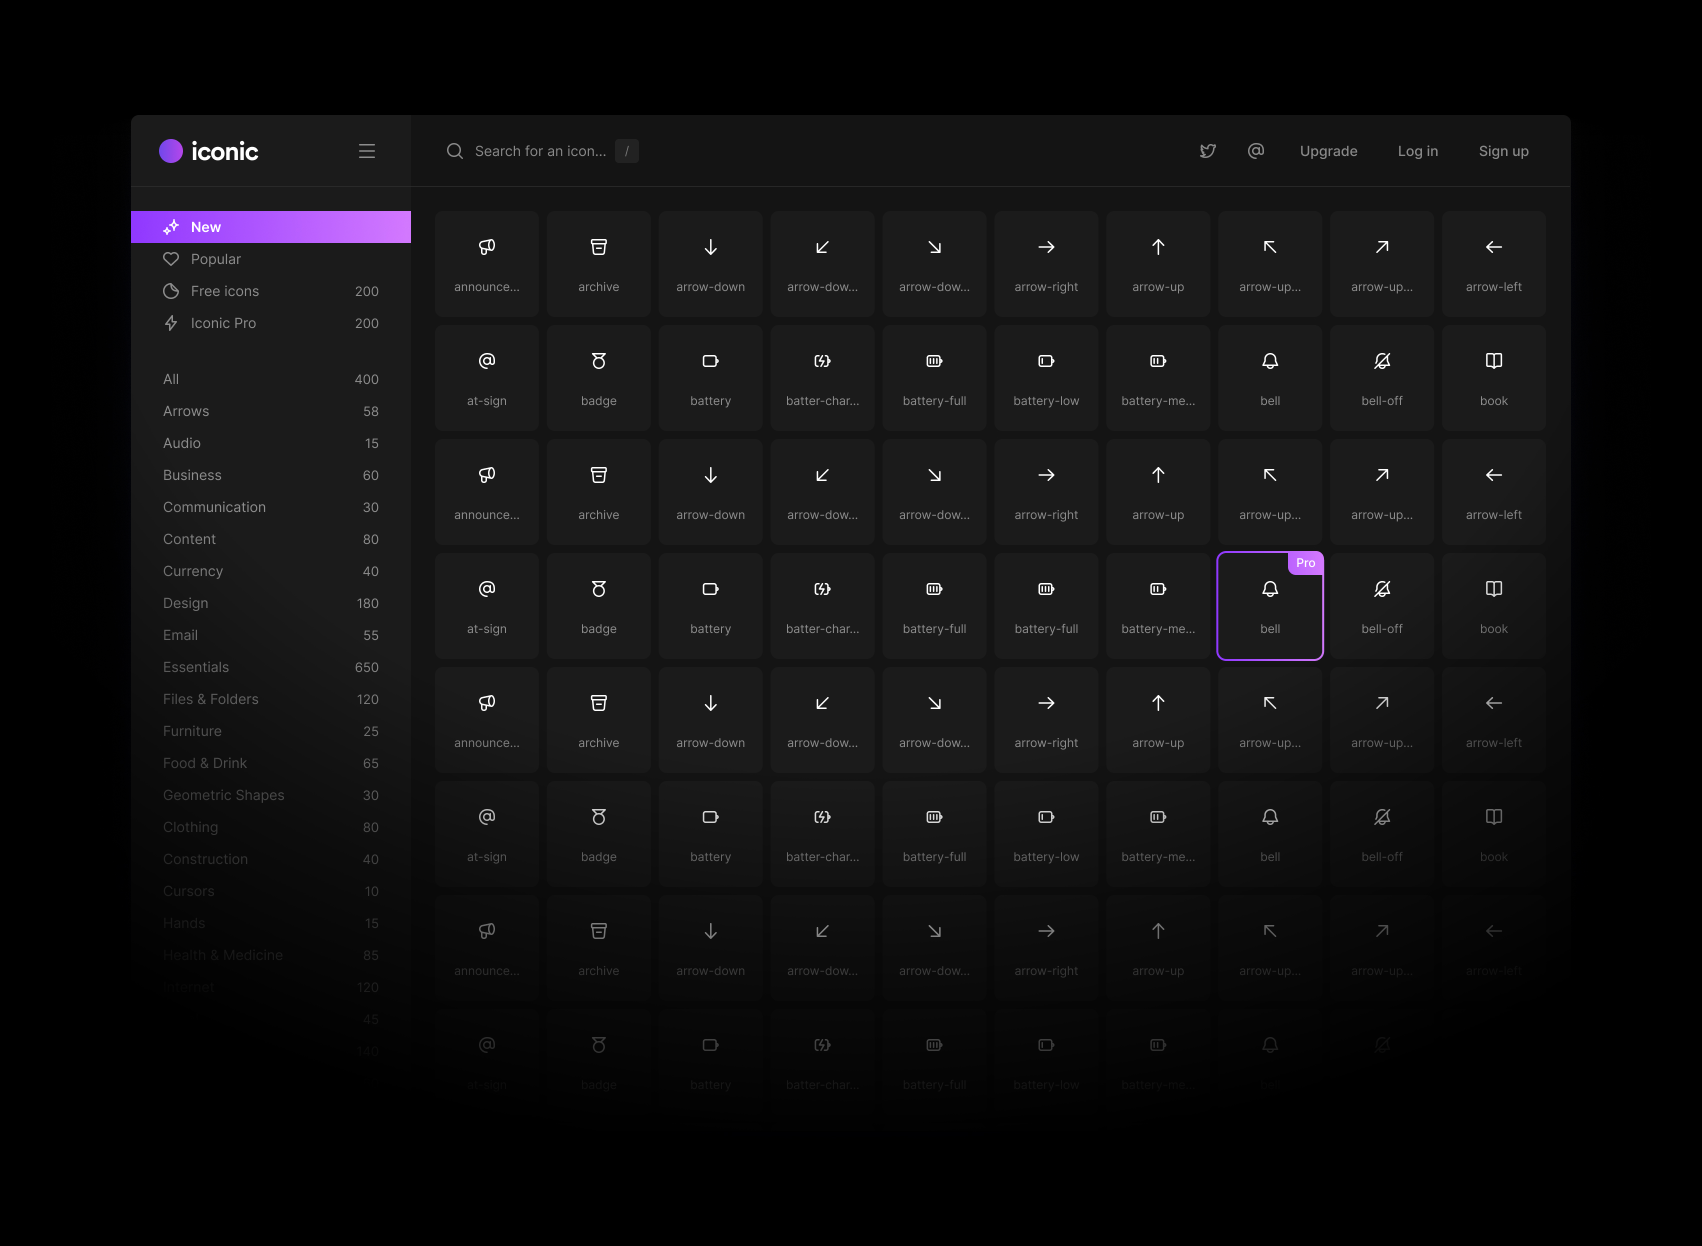 iconic
Search for an icon... /
Upgrade
Log in
Sign up
New
Popular
Free icons 200
Iconic Pro 200
All 400
Arrows 58
Audio 15
Business 60
Communication 30
Content 80
Currency 40
Design 180
Email 55
Essentials 650
Files & Folders 120
Furniture 25
Food & Drink 65
Geometric Shapes 30
Clothing 80
Construction 40
Cursors 10
Hands 15
Health & Medicine 85
Internet 120
45
140
announce... archive arrow-down arrow-dow... arrow-dow... arrow-right arrow-up arrow-up... arrow-up... arrow-left
at-sign badge battery batter-char... battery-full battery-low battery-me... bell bell-off book
announce... archive arrow-down arrow-dow... arrow-dow... arrow-right arrow-up arrow-up... arrow-up... arrow-left
Pro
at-sign badge battery batter-char... battery-full battery-full battery-me... bell bell-off book
announce... archive arrow-down arrow-dow... arrow-dow... arrow-right arrow-up arrow-up... arrow-up... arrow-left
at-sign badge battery batter-char... battery-full battery-low battery-me... bell bell-off book
announce... archive arrow-down arrow-dow... arrow-dow... arrow-right arrow-up arrow-up... arrow-up... arrow-left
at-sign badge battery batter-char... battery-full battery-low battery-me... bell